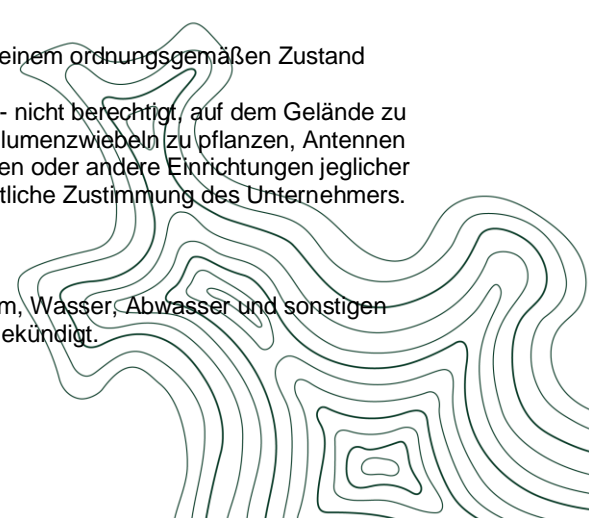 einem ordnungsgemäßen Zustand
- nicht berechtigt, auf dem Gelände zu
lumenzwiebeln zu pflanzen, Antennen
en oder andere Einrichtungen jeglicher
tliche Zustimmung des Unternehmers.
m, Wasser, Abwasser und sonstigen
ekündigt.